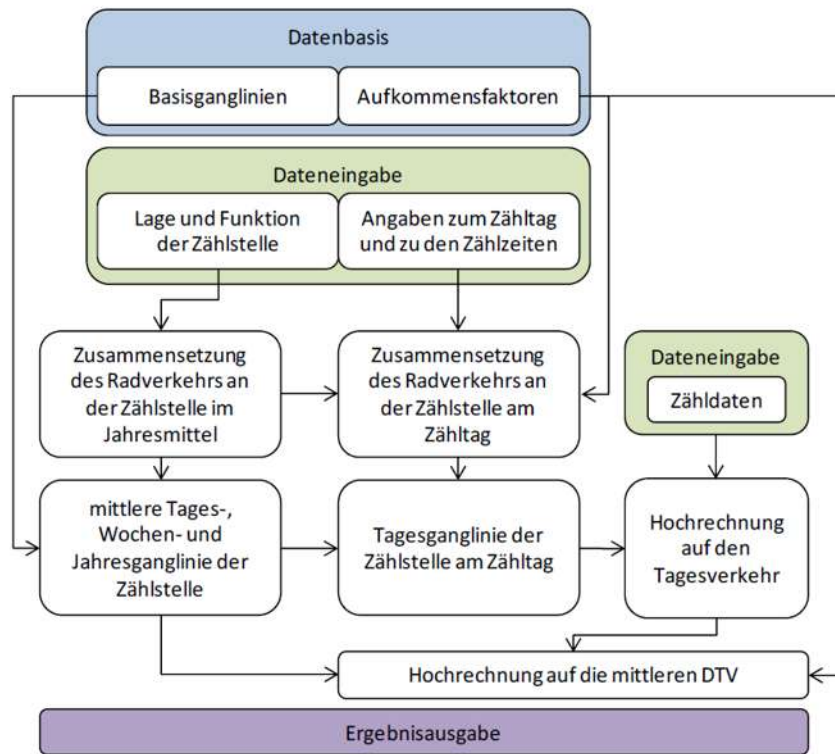 Datenbasis
Basisganglinien
Aufkommensfaktoren
Dateneingabe
Lage und Funktion
der Zählstelle
Angaben zum Zähltag
und zu den Zählzeiten
Zusammensetzung
des Radverkehrs an
der Zählstelle im
Jahresmittel
Zusammensetzung
des Radverkehrs an
der Zählstelle am
Zähltag
Dateneingabe
Zähldaten
mittlere Tages-,
Wochen- und
Jahresganglinie der
Zählstelle
Tagesganglinie der
Zählstelle am Zähltag
Hochrechnung
auf den
Tagesverkehr
Hochrechnung auf die mittleren DTV
Ergebnisausgabe